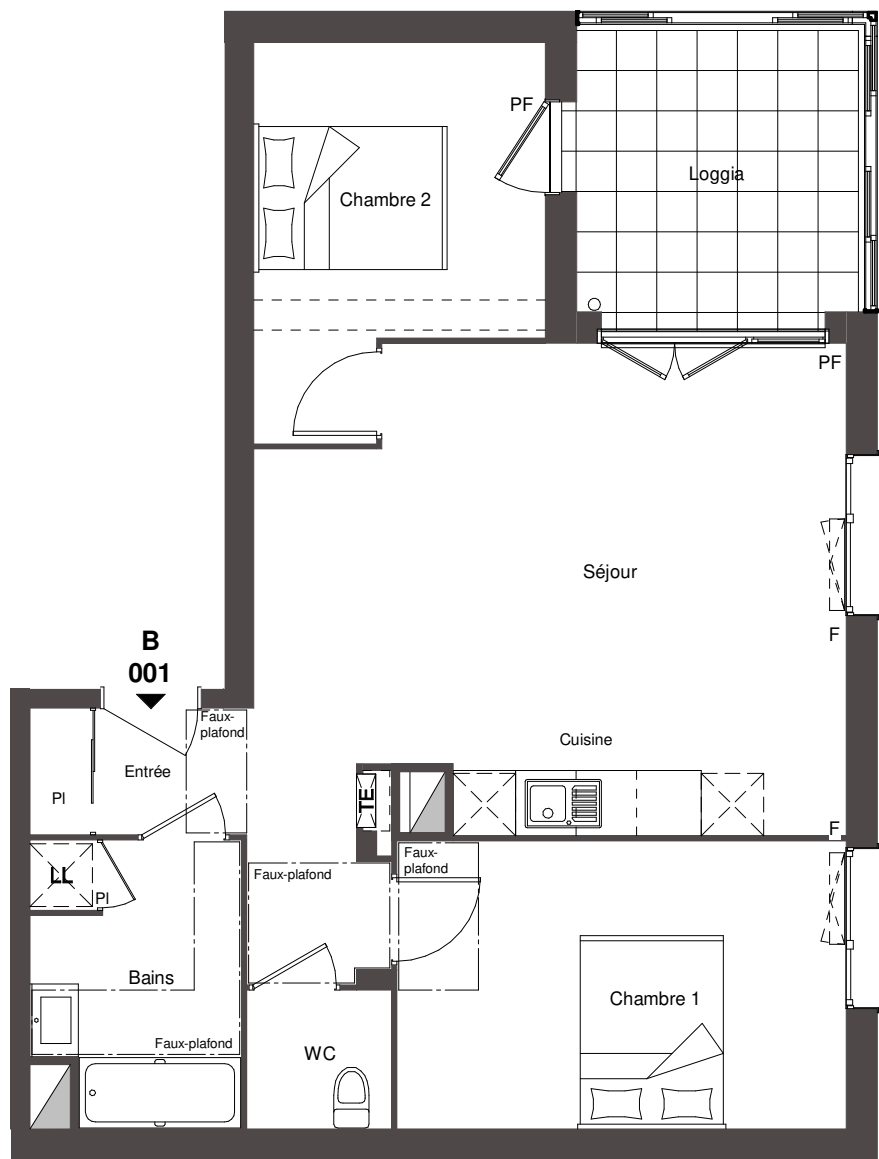 PF
Loggia
Chambre 2
PF
Séjour
F
B
001
Faux-
plafond
Cuisine
Entrée
Pl
TE
F
Faux-
plafond
LL
Pl
Faux-plafond
Bains
Chambre 1
Faux-plafond
WC